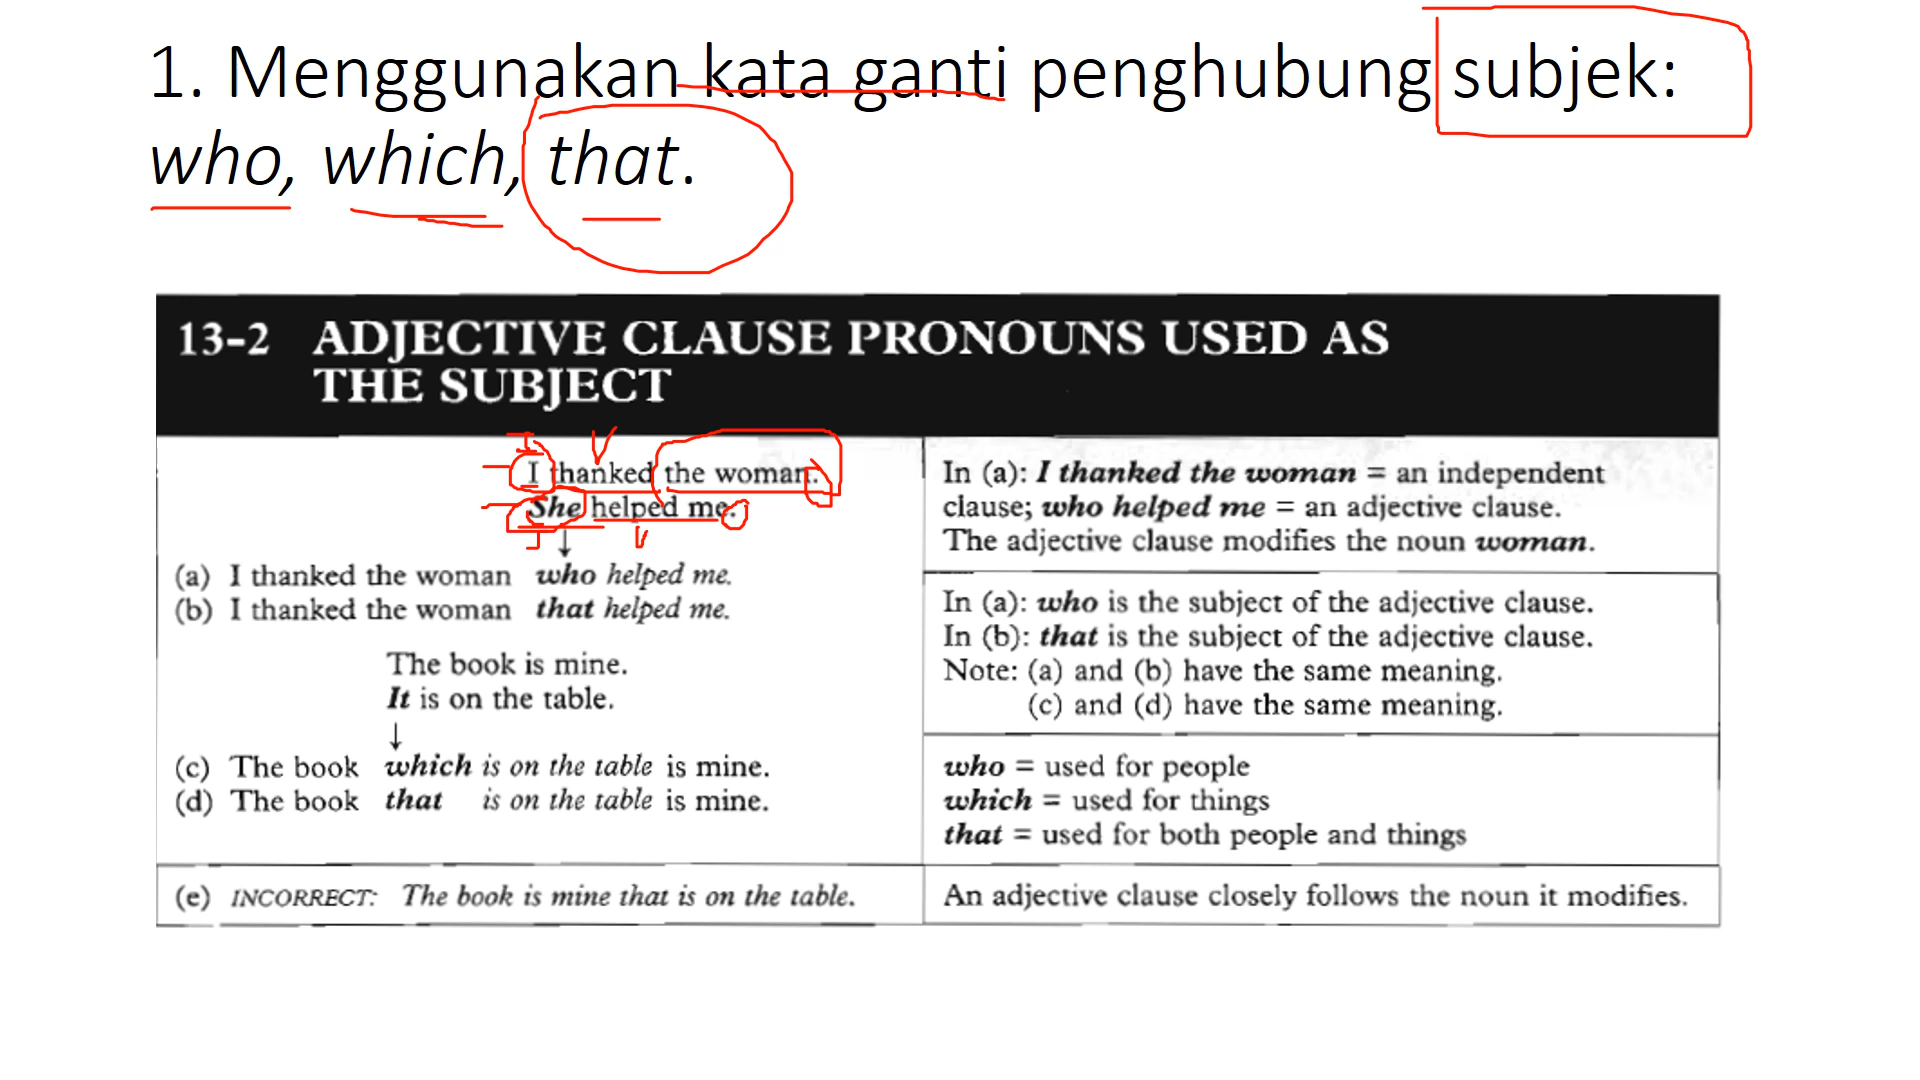 1. Menggunakan kata ganti penghubung subjek:
who, which, that.
13-2 ADJECTIVE CLAUSE PRONOUNS USED AS
THE SUBJECT
I thanked the woman.
She helped me.
(a) I thanked the woman who helped me.
(b) I thanked the woman that helped me.
The book is mine.
It is on the table.
(c) The book which is on the table is mine.
(d) The book that is on the table is mine.
(e) INCORRECT: The book is mine that is on the table.
In (a): I thanked the woman = an independent
clause; who helped me = an adjective clause.
The adjective clause modifies the noun woman.
In (a): who is the subject of the adjective clause.
In (b): that is the subject of the adjective clause.
Note: (a) and (b) have the same meaning.
(c) and (d) have the same meaning.
who = used for people
which = used for things
that = used for both people and things
An adjective clause closely follows the noun it modifies.